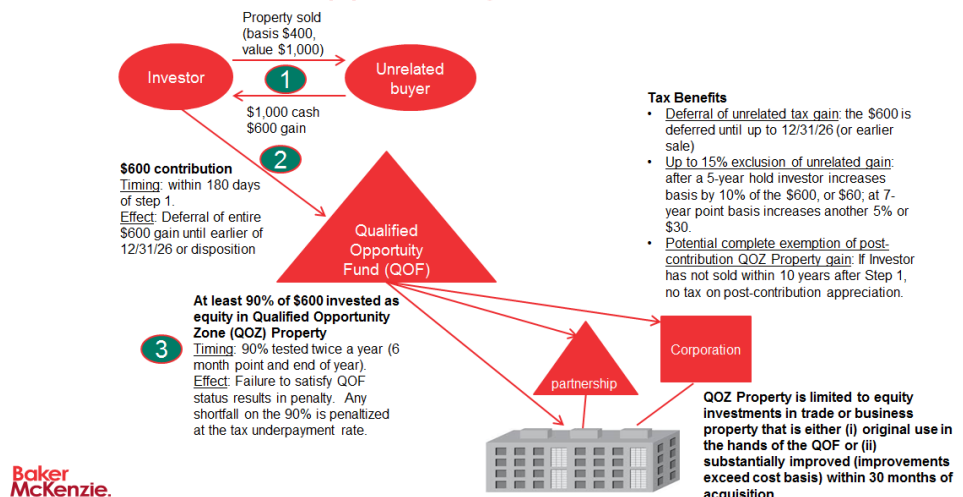 Property sold
(basis $400,
value $1,000)
Investor
1
Unrelated
buyer
$1,000 cash
$600 gain
2
$600 contribution
Timing: within 180 days
of step 1.
Effect: Deferral of entire
$600 gain until earlier of
12/31/26 or disposition
Qualified
Opportuity
Fund (QOF)
Tax Benefits
• Deferral of unrelated tax gain: the $600 is
deferred until up to 12/31/26 (or earlier
sale)
• Up to 15% exclusion of unrelated gain:
after a 5-year hold investor increases
basis by 10% of the $600, or $60; at 7-
year point basis increases another 5% or
$30.
• Potential complete exemption of post-
contribution QOZ Property gain: If Investor
has not sold within 10 years after Step 1,
no tax on post-contribution appreciation.
3
At least 90% of $600 invested as
equity in Qualified Opportunity
Zone (QOZ) Property
Timing: 90% tested twice a year (6
month point and end of year).
Effect: Failure to satisfy QOF
status results in penalty. Any
shortfall on the 90% is penaltized
at the tax underpayment rate.
partnership
Corporation
QOZ Property is limited to equity
investments in trade or business
property that is either (i) original use in
the hands of the QOF or (ii)
substantially improved (improvements
exceed cost basis) within 30 months of
acquisition
Baker
McKenzie.